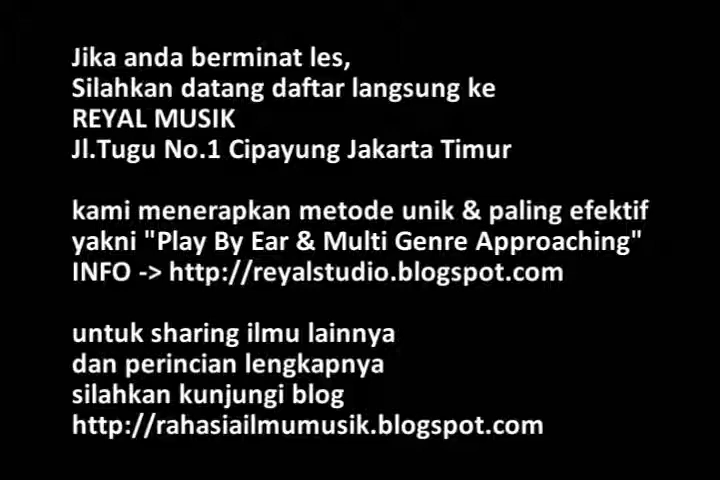 Jika anda berminat les,
Silahkan datang daftar langsung ke
REYAL MUSIK
Jl.Tugu No.1 Cipayung Jakarta Timur
kami menerapkan metode unik & paling efektif
yakni "Play By Ear & Multi Genre Approaching"
INFO -> http://reyalstudio.blogspot.com
untuk sharing ilmu lainnya
dan perincian lengkapnya
silahkan kunjungi blog
http://rahasiailmumusik.blogspot.com